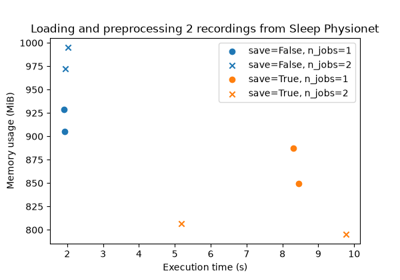 Loading and preprocessing 2 recordings from Sleep Physionet
1000
975
950
925
900
875
850
825
800
Memory usage (MiB)
save=False, n_jobs=1
save=False, n_jobs=2
save=True, n_jobs=1
save=True, n_jobs=2
2 3 4 5 6 7 8 9 10
Execution time (s)